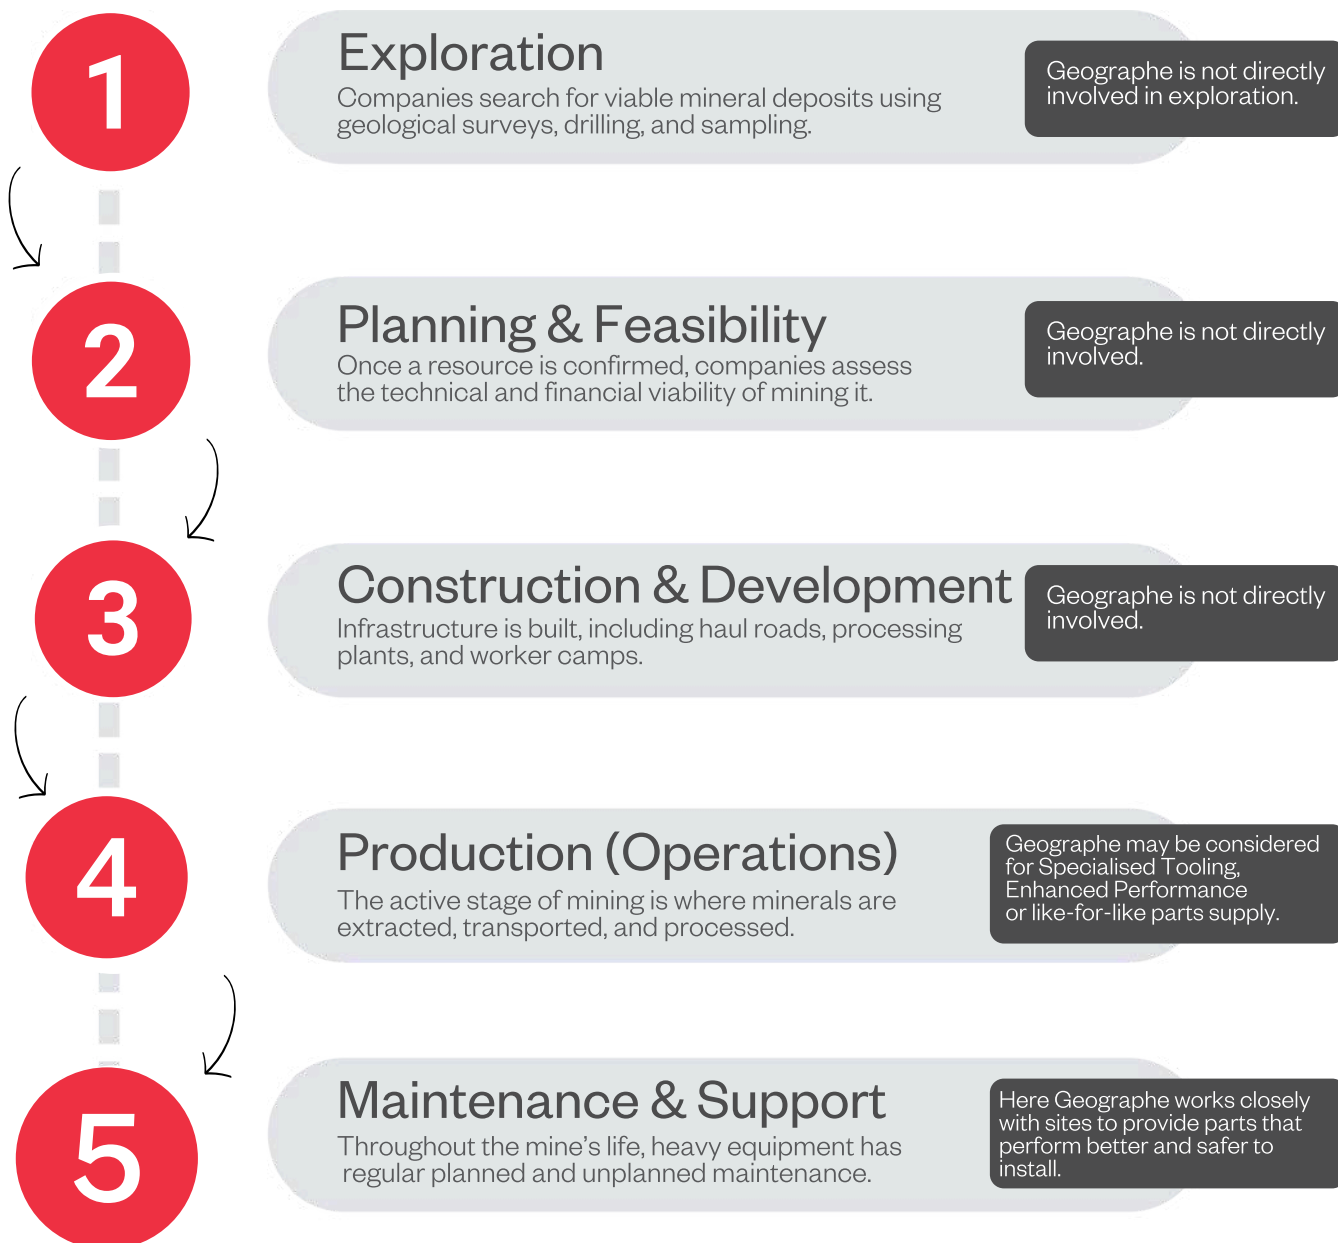 1
Exploration
Companies search for viable mineral deposits using
geological surveys, drilling, and sampling.
Geographe is not directly
involved in exploration.
2
Planning & Feasibility
Once a resource is confirmed, companies assess
the technical and financial viability of mining it.
Geographe is not directly
involved.
3
Construction & Development
Infrastructure is built, including haul roads, processing
plants, and worker camps.
Geographe is not directly
involved.
4
Production (Operations)
The active stage of mining is where minerals are
extracted, transported, and processed.
Geographe may be considered
for Specialised Tooling,
Enhanced Performance
or like-for-like parts supply.
5
Maintenance & Support
Throughout the mine’s life, heavy equipment has
regular planned and unplanned maintenance.
Here Geographe works closely
with sites to provide parts that
perform better and safer to
install.